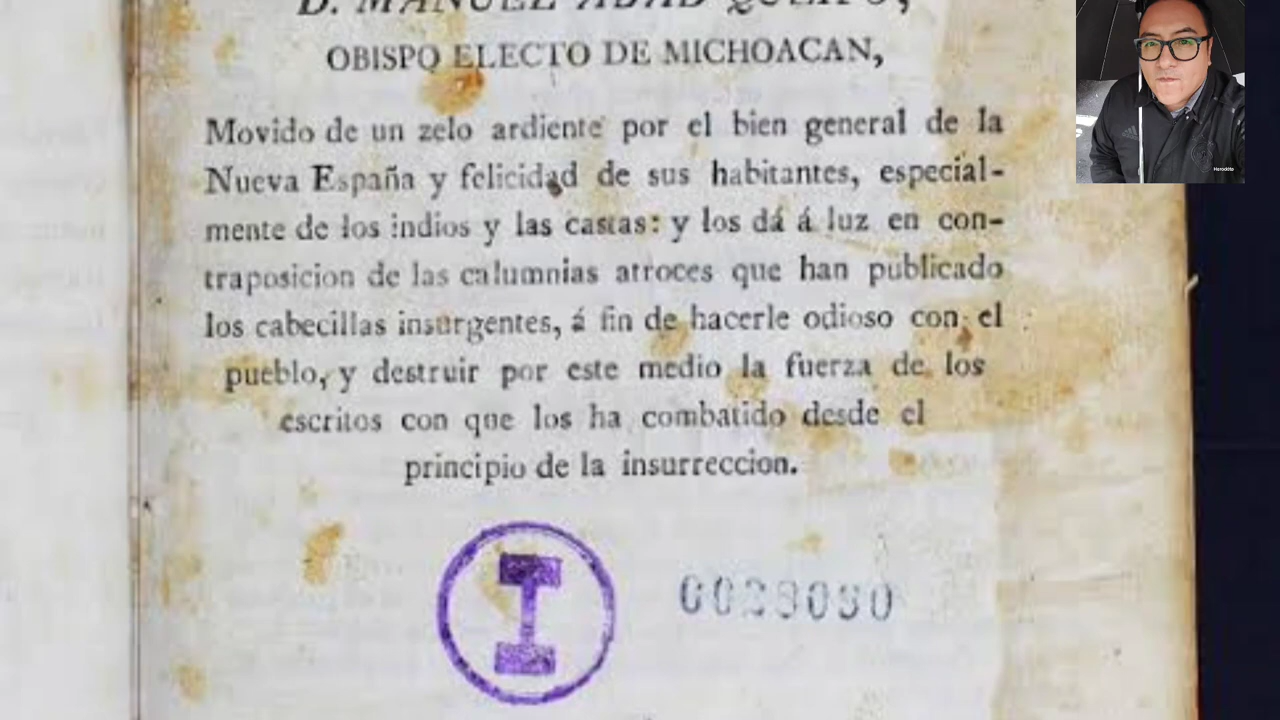 D. MANUEL ABAD QUEIPO,
OBISPO ELECTO DE MICHOACAN,
Movido de un zelo ardiente por el bien general de la
Nueva España y felicidad de sus habitantes, especial-
mente de los indios y las castas: y los dá á luz en con-
traposicion de las calumnias atroces que han publicado
los cabecillas insurgentes, á fin de hacerle odioso con el
pueblo, y destruir por este medio la fuerza de los
escritos con que los ha combatido desde el
principio de la insurreccion.
I